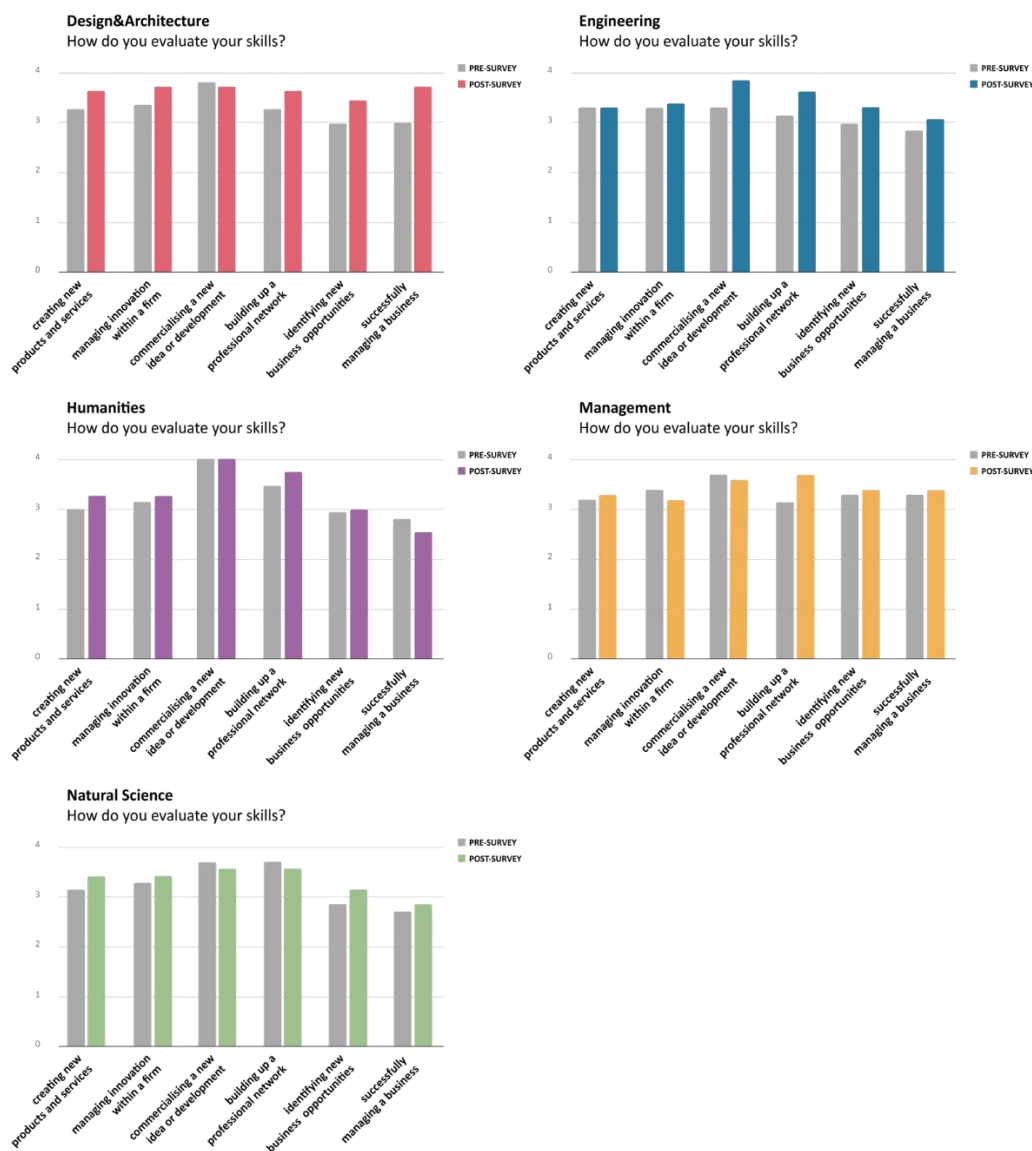 Design&Architecture
How do you evaluate your skills?
PRE-SURVEY
POST-SURVEY
4
3
2
1
0
creating new
products and services
managing innovation
within a firm
commercialising a new
idea or development
building up a
professional network
identifying new
business opportunities
successfully
managing a business
Engineering
How do you evaluate your skills?
PRE-SURVEY
POST-SURVEY
4
3
2
1
0
creating new
products and services
managing innovation
within a firm
commercialising a new
idea or development
building up a
professional network
identifying new
business opportunities
successfully
managing a business
Humanities
How do you evaluate your skills?
PRE-SURVEY
POST-SURVEY
4
3
2
1
0
creating new
products and services
managing innovation
within a firm
commercialising a new
idea or development
building up a
professional network
identifying new
business opportunities
successfully
managing a business
Management
How do you evaluate your skills?
PRE-SURVEY
POST-SURVEY
4
3
2
1
0
creating new
products and services
managing innovation
within a firm
commercialising a new
idea or development
building up a
professional network
identifying new
business opportunities
successfully
managing a business
Natural Science
How do you evaluate your skills?
PRE-SURVEY
POST-SURVEY
4
3
2
1
0
creating new
products and services
managing innovation
within a firm
commercialising a new
idea or development
building up a
professional network
identifying new
business opportunities
successfully
managing a business